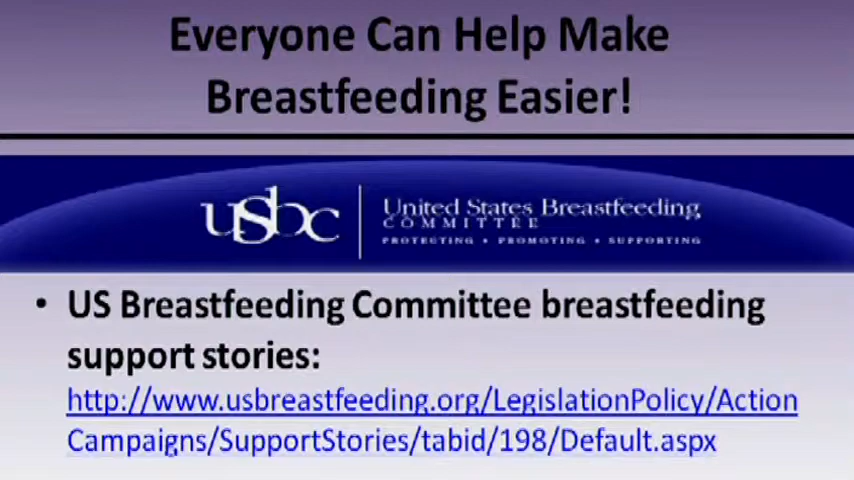 Everyone Can Help Make
Breastfeeding Easier!
usbc
United States Breastfeeding
COMMITTEE
PROTECTING • PROMOTING • SUPPORTING
• US Breastfeeding Committee breastfeeding
support stories:
http://www.usbreastfeeding.org/LegislationPolicy/Action
Campaigns/SupportStories/tabid/198/Default.aspx